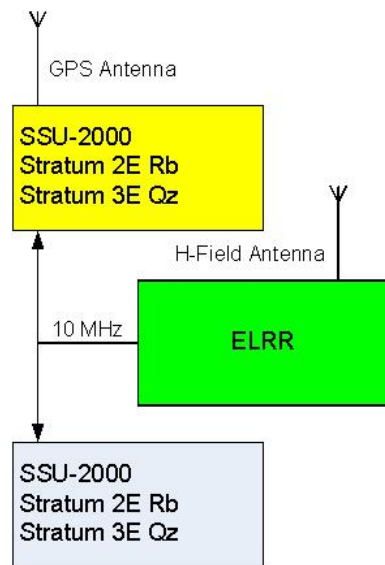 GPS Antenna
SSU-2000
Stratum 2E Rb
Stratum 3E Qz
H-Field Antenna
10 MHz
ELRR
SSU-2000
Stratum 2E Rb
Stratum 3E Qz